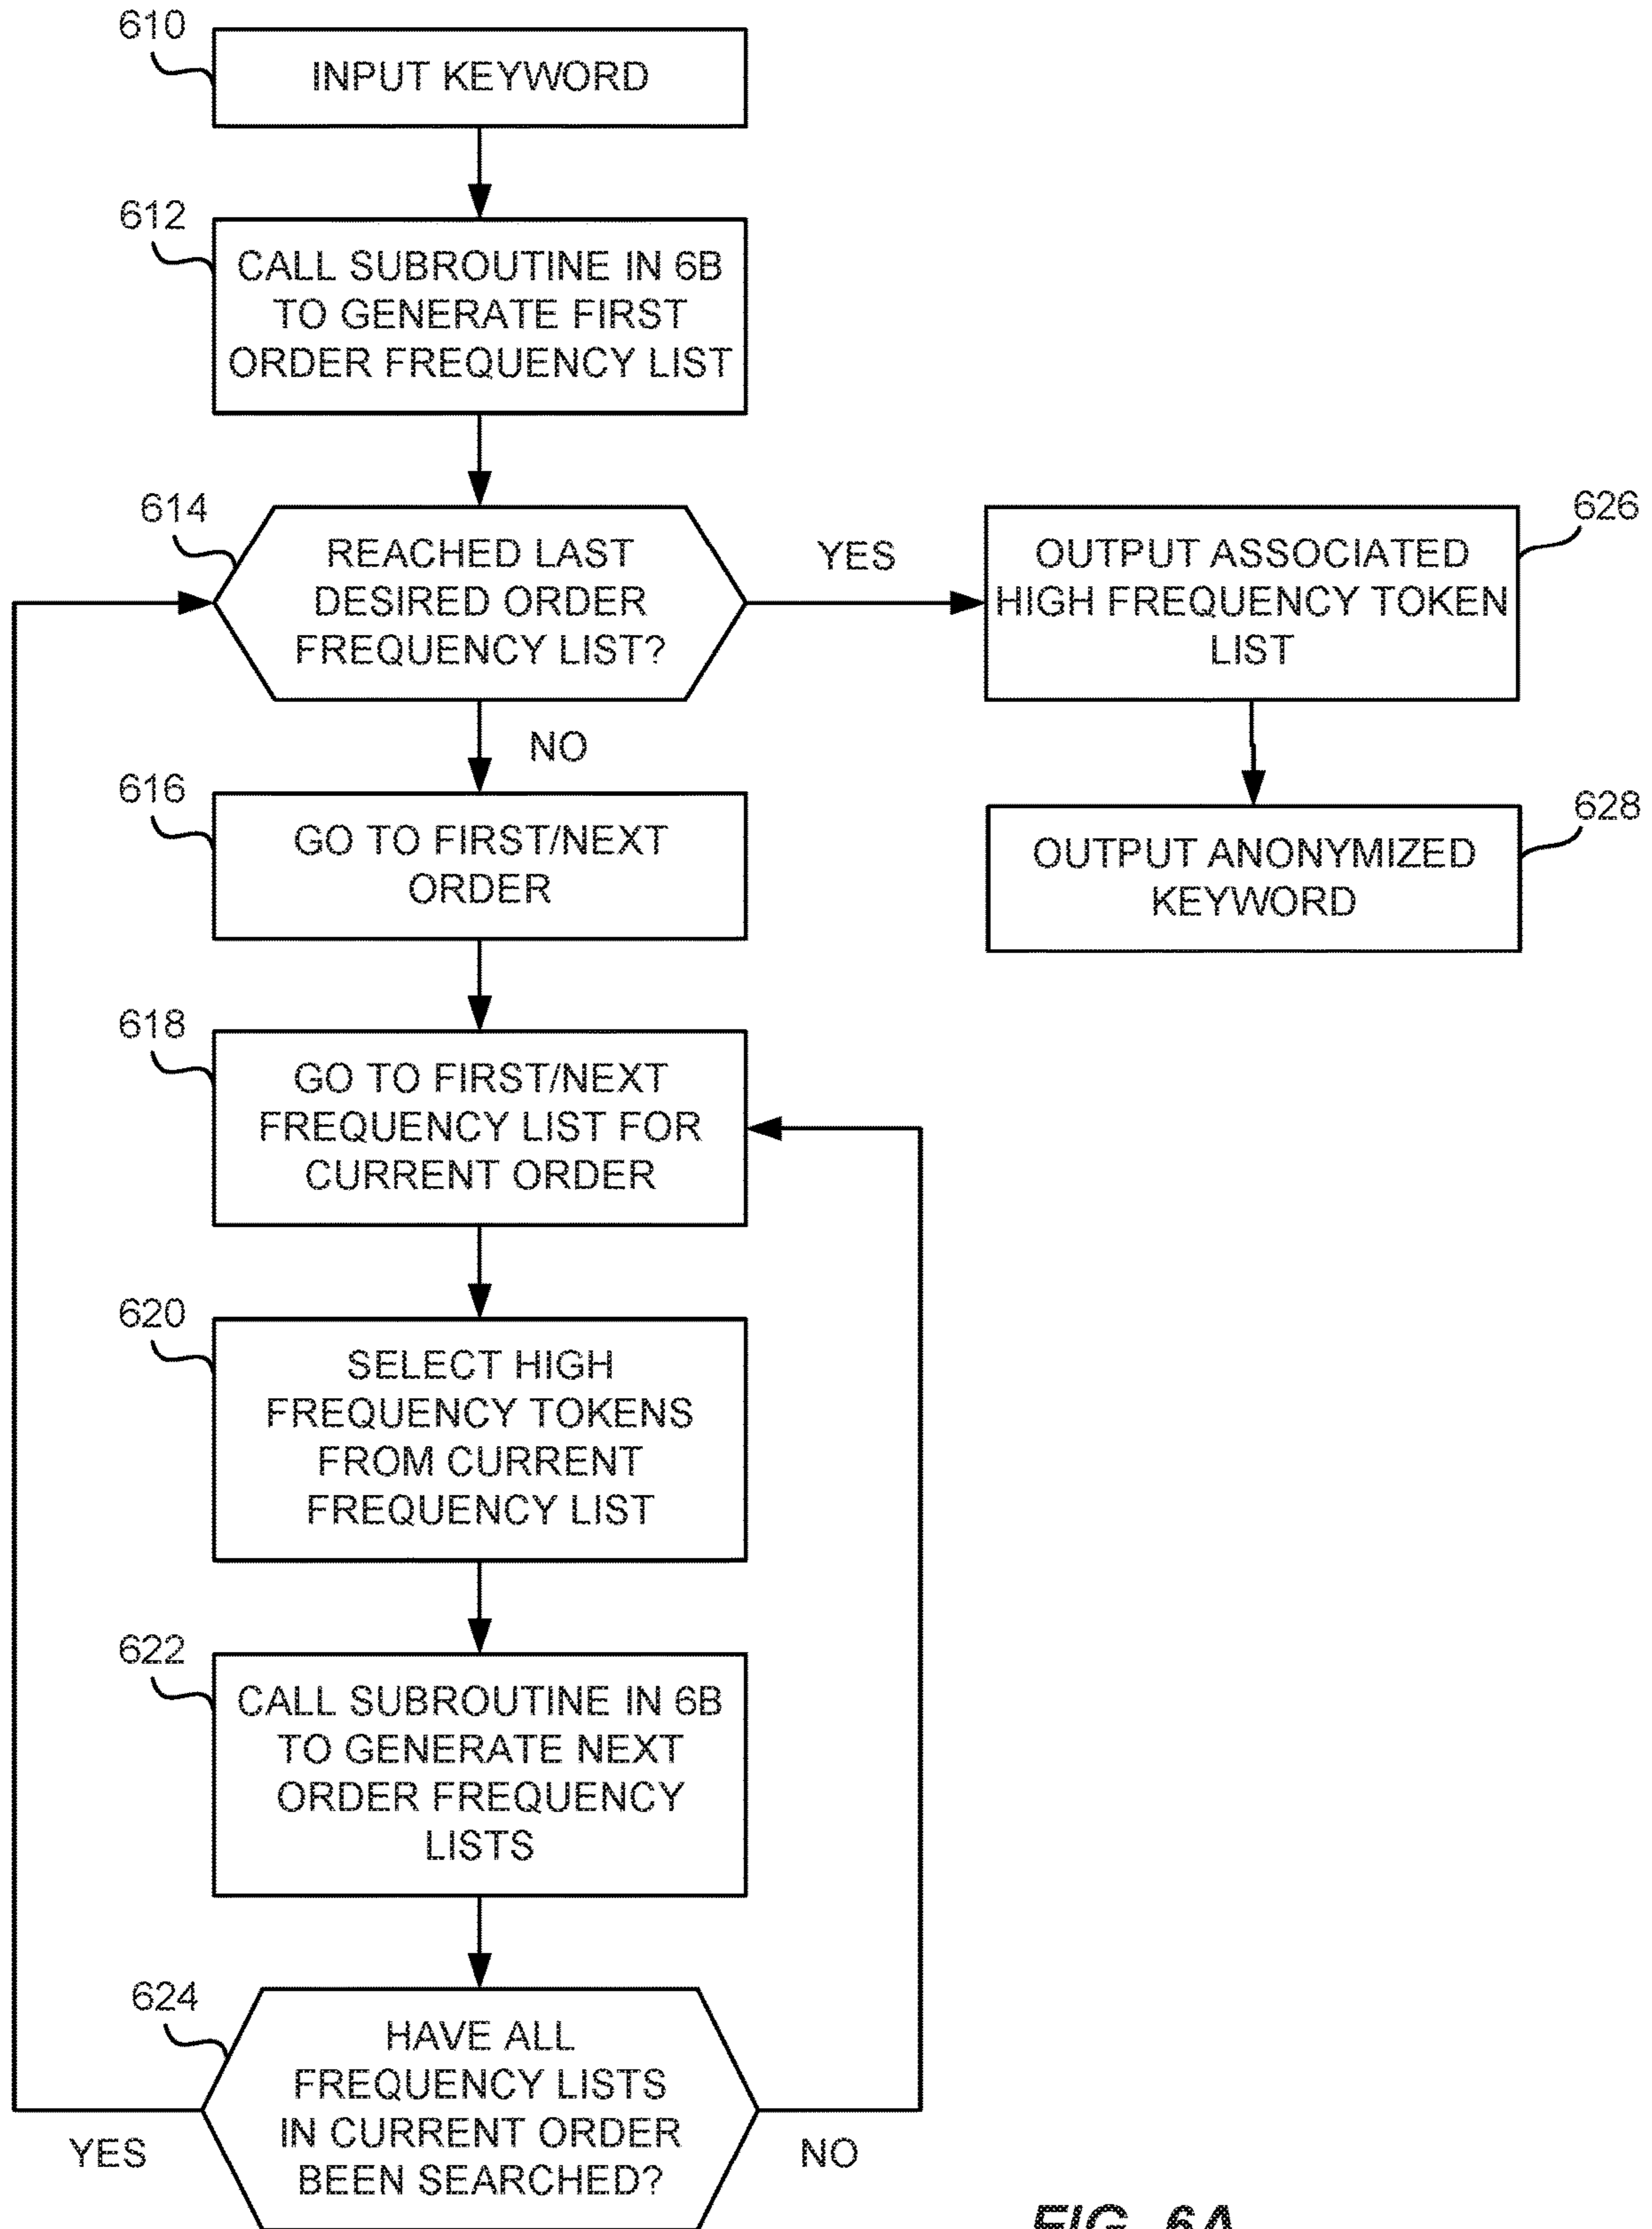 610
INPUT KEYWORD
612
CALL SUBROUTINE IN 6B
TO GENERATE FIRST
ORDER FREQUENCY LIST
614
REACHED LAST
DESIRED ORDER
FREQUENCY LIST?
YES
626
OUTPUT ASSOCIATED
HIGH FREQUENCY TOKEN
LIST
NO
616
GO TO FIRST/NEXT
ORDER
628
OUTPUT ANONYMIZED
KEYWORD
618
GO TO FIRST/NEXT
FREQUENCY LIST FOR
CURRENT ORDER
620
SELECT HIGH
FREQUENCY TOKENS
FROM CURRENT
FREQUENCY LIST
622
CALL SUBROUTINE IN 6B
TO GENERATE NEXT
ORDER FREQUENCY
LISTS
624
HAVE ALL
FREQUENCY LISTS
IN CURRENT ORDER
BEEN SEARCHED?
YES
NO
FIG. 6A